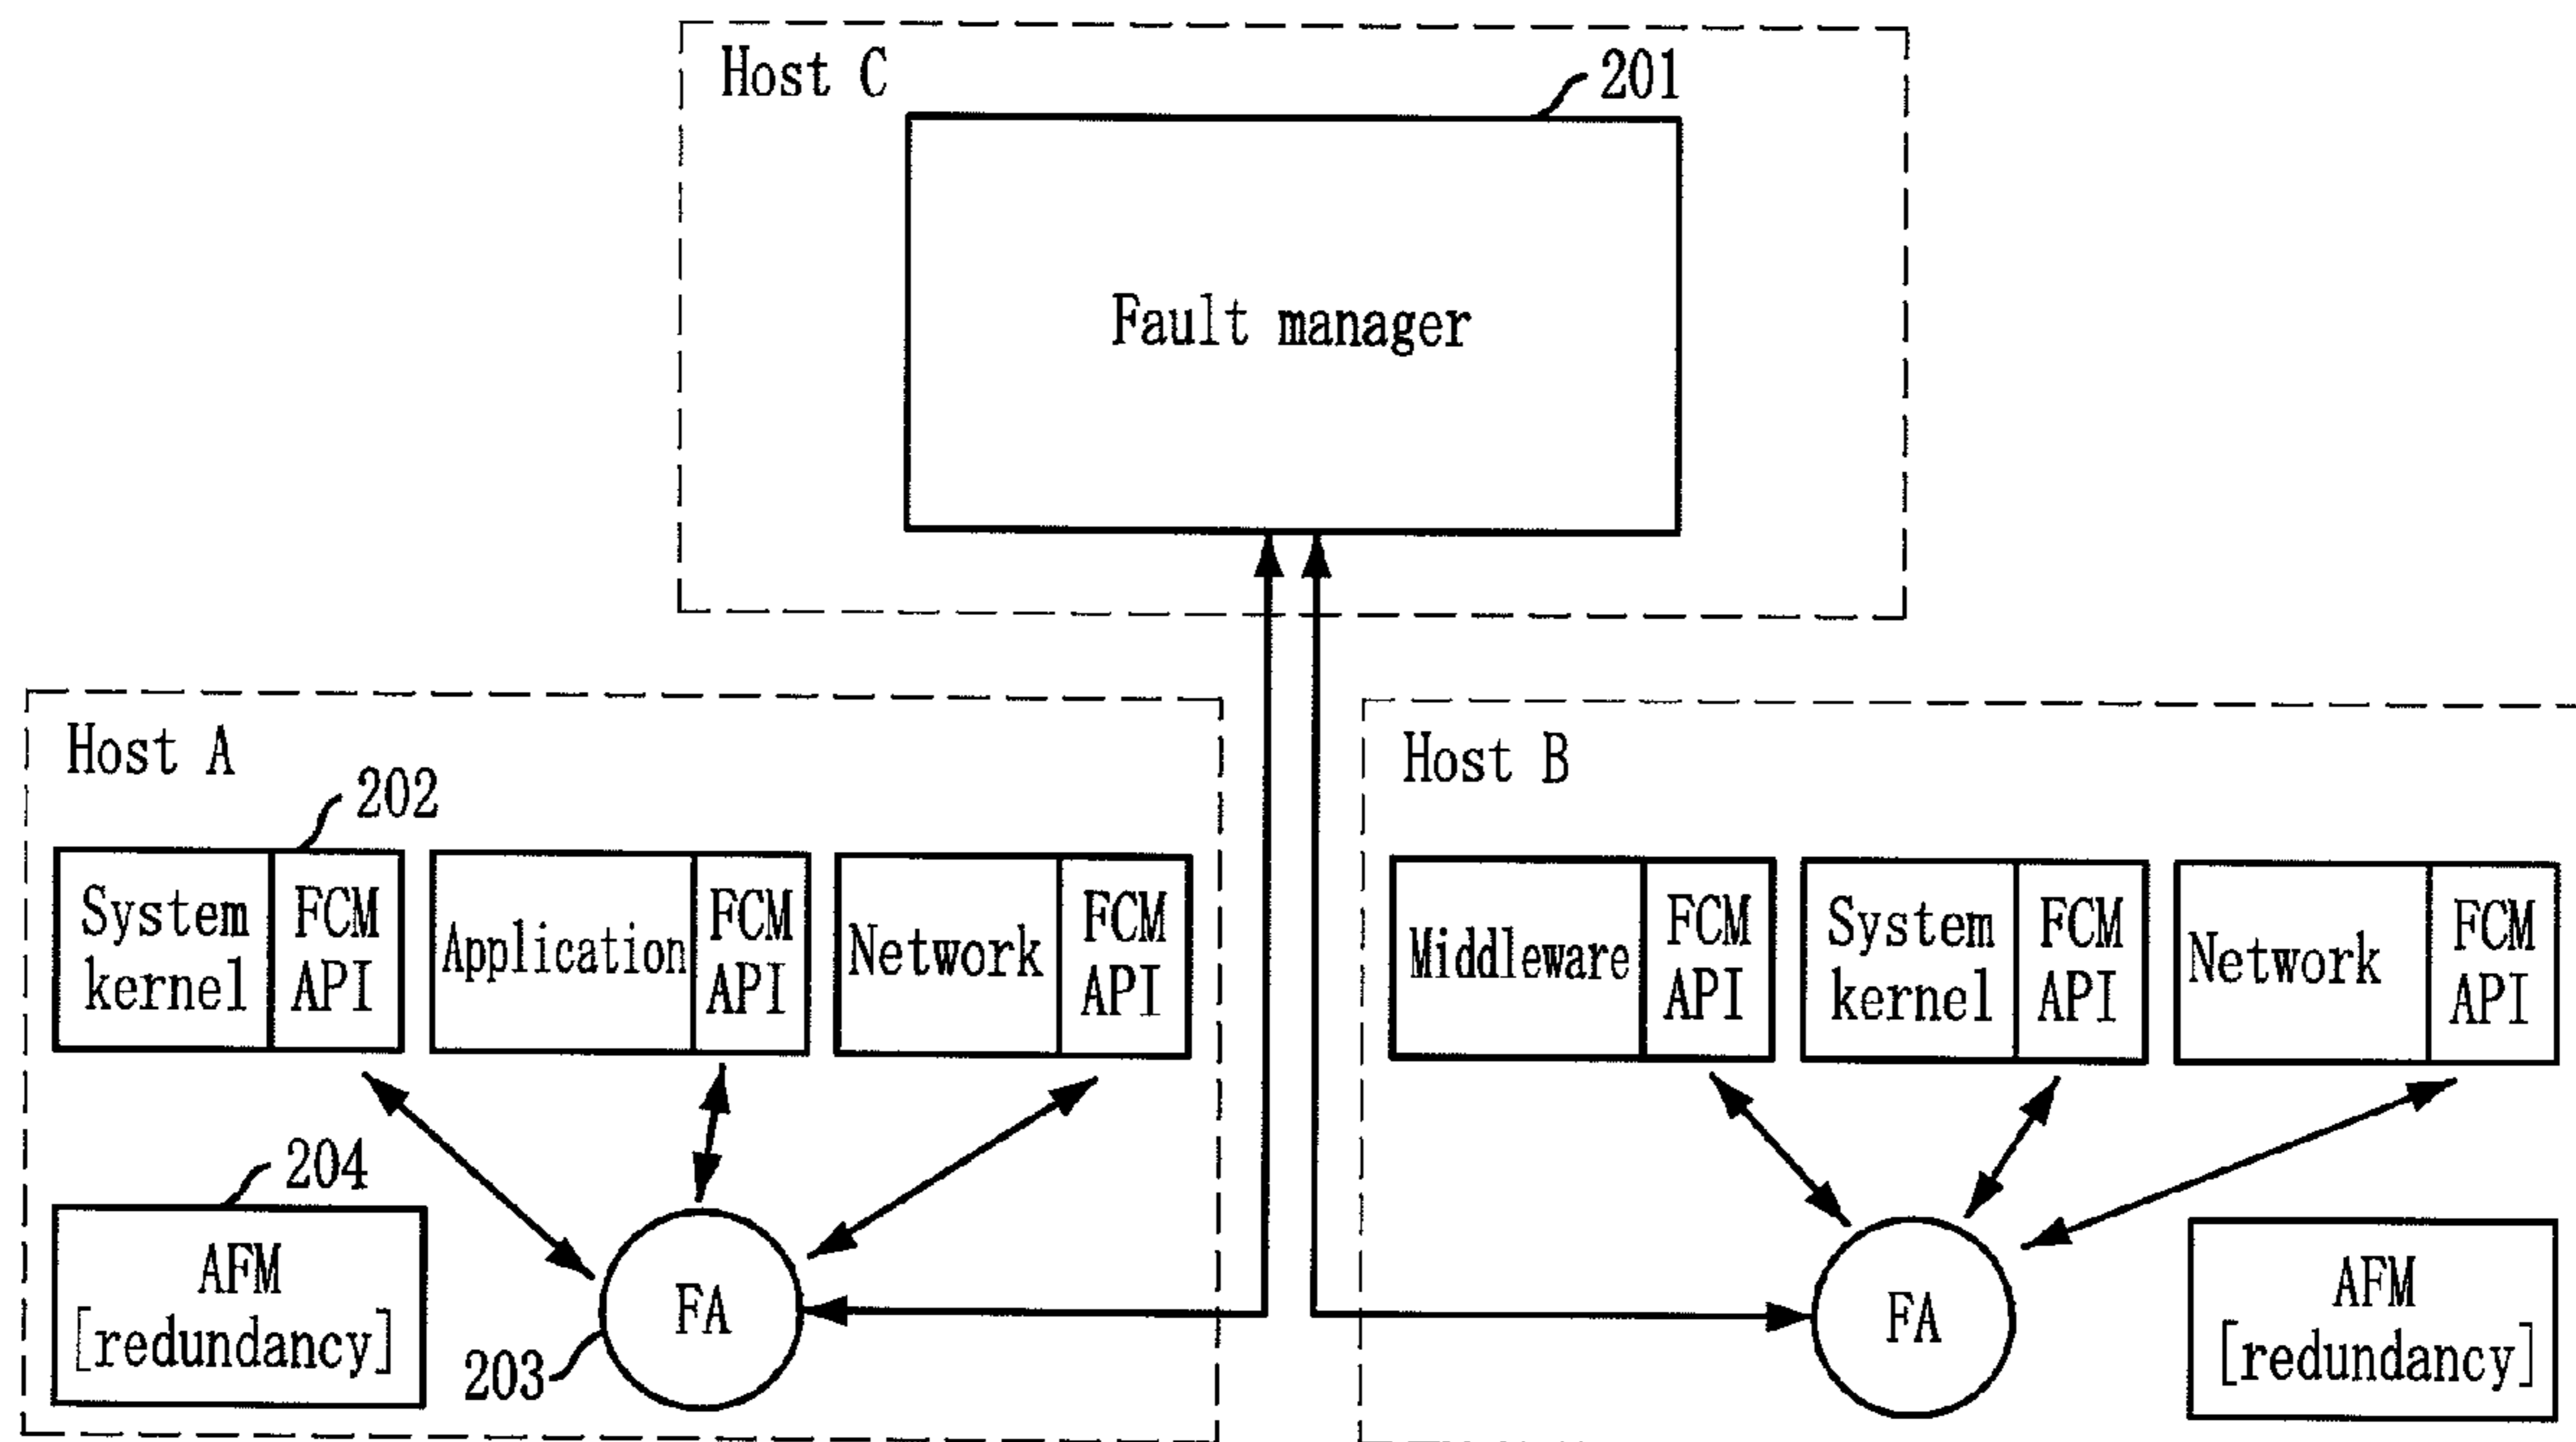 Host C
201
Fault manager
Host A
202
System
kernel
FCM
API
Application
FCM
API
Network
FCM
API
204
AFM
[redundancy]
FA
203
Host B
Middleware
FCM
API
System
kernel
FCM
API
Network
FCM
API
FA
AFM
[redundancy]